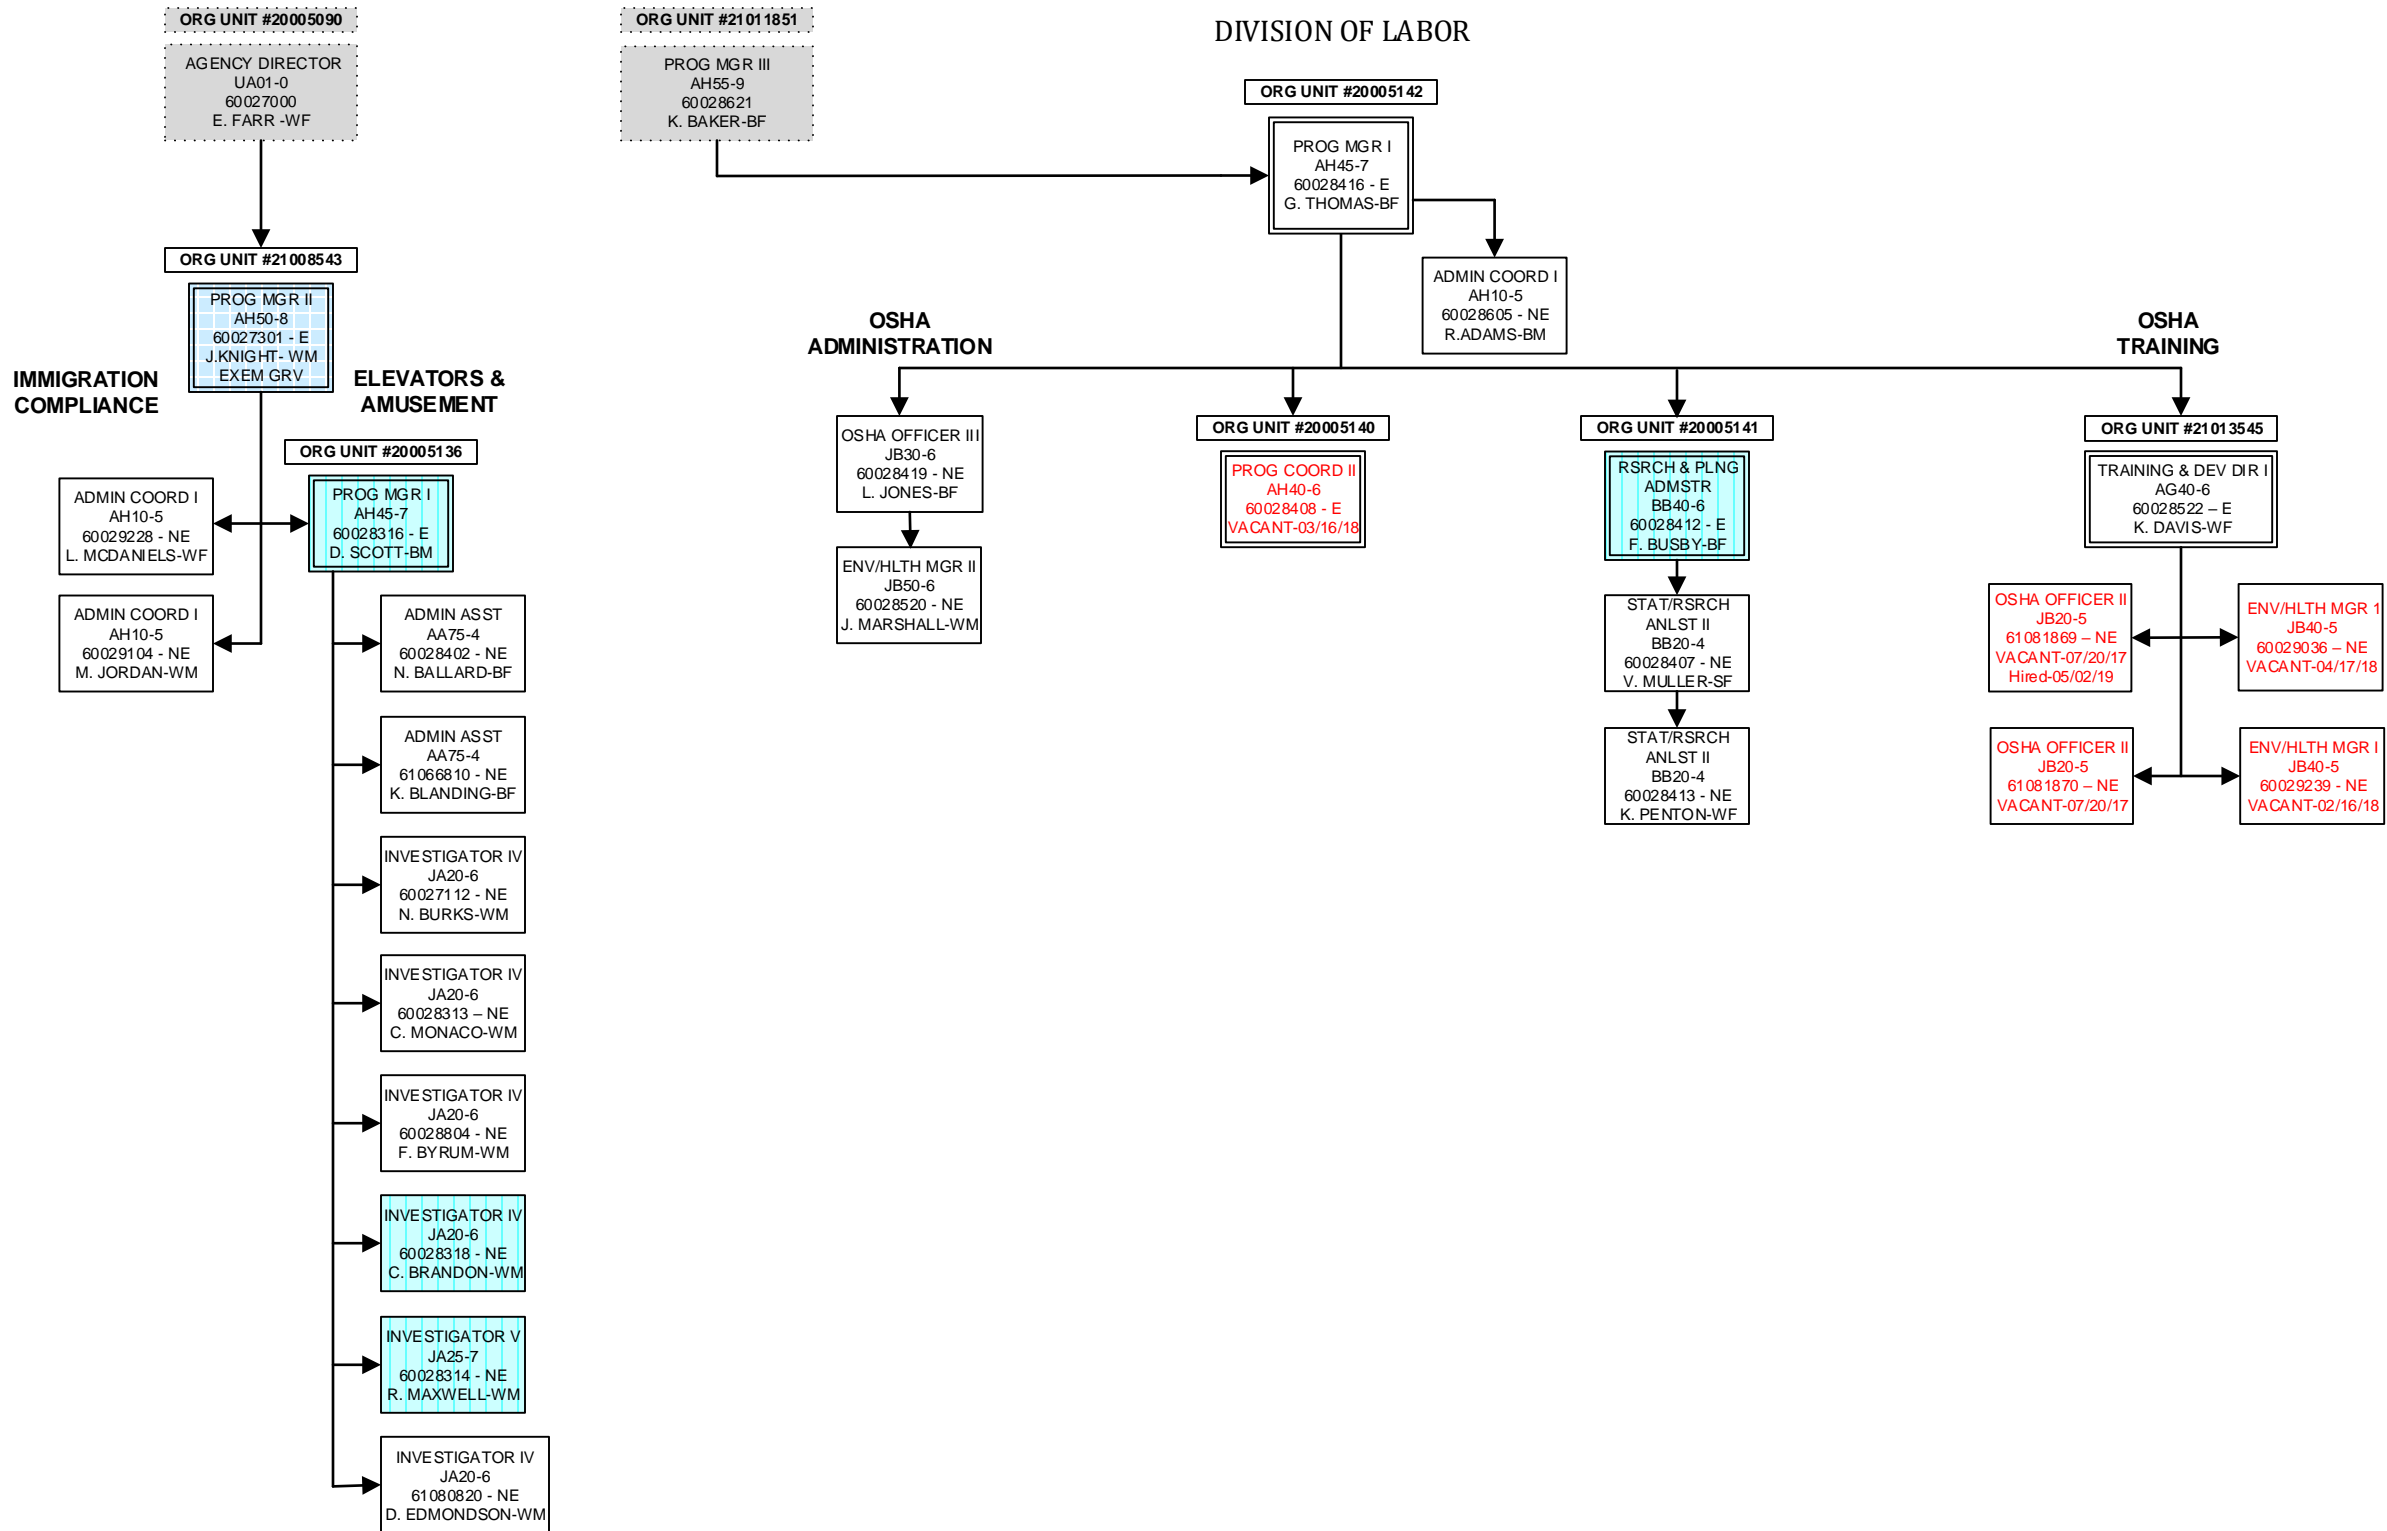 DIVISION OF LABOR
ORG UNIT #20005090
AGENCY DIRECTOR
UA01-0
60027000
E. FARR -WF
ORG UNIT #21011851
PROG MGR III
AH55-9
60028621
K. BAKER-BF
ORG UNIT #20005142
PROG MGR I
AH45-7
60028416 - E
G. THOMAS-BF
ADMIN COORD I
AH10-5
60028605 - NE
R.ADAMS-BM
ORG UNIT #21008543
PROG MGR II
AH50-8
60027301 - E
J.KNIGHT- WM
EXEM GRV
IMMIGRATION
COMPLIANCE
ELEVATORS &
AMUSEMENT
ORG UNIT #20005136
PROG MGR I
AH45-7
60028316 - E
D. SCOTT-BM
ADMIN COORD I
AH10-5
60029228 - NE
L. MCDANIELS-WF
ADMIN COORD I
AH10-5
60029104 - NE
M. JORDAN-WM
ADMIN ASST
AA75-4
60028402 - NE
N. BALLARD-BF
ADMIN ASST
AA75-4
61066810 - NE
K. BLANDING-BF
INVESTIGATOR IV
JA20-6
60027112 - NE
N. BURKS-WM
INVESTIGATOR IV
JA20-6
60028313 – NE
C. MONACO-WM
INVESTIGATOR IV
JA20-6
60028804 - NE
F. BYRUM-WM
INVESTIGATOR IV
JA20-6
60028318 - NE
C. BRANDON-WM
INVESTIGATOR V
JA25-7
60028314 - NE
R. MAXWELL-WM
INVESTIGATOR IV
JA20-6
61080820 - NE
D. EDMONDSON-WM
OSHA
ADMINISTRATION
OSHA OFFICER III
JB30-6
60028419 - NE
L. JONES-BF
ENV/HLTH MGR II
JB50-6
60028520 - NE
J. MARSHALL-WM
ORG UNIT #20005140
PROG COORD II
AH40-6
60028408 - E
VACANT-03/16/18
ORG UNIT #20005141
RSRCH & PLNG
ADMSTR
BB40-6
60028412 - E
F. BUSBY-BF
STAT/RSRCH
ANLST II
BB20-4
60028407 - NE
V. MULLER-SF
STAT/RSRCH
ANLST II
BB20-4
60028413 - NE
K. PENTON-WF
OSHA
TRAINING
ORG UNIT #21013545
TRAINING & DEV DIR I
AG40-6
60028522 – E
K. DAVIS-WF
OSHA OFFICER II
JB20-5
61081869 – NE
VACANT-07/20/17
Hired-05/02/19
ENV/HLTH MGR 1
JB40-5
60029036 – NE
VACANT-04/17/18
OSHA OFFICER II
JB20-5
61081870 – NE
VACANT-07/20/17
ENV/HLTH MGR I
JB40-5
60029239 - NE
VACANT-02/16/18